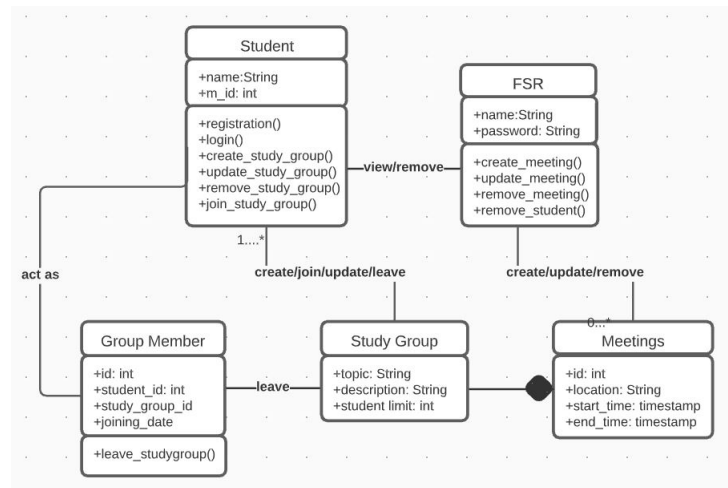 Student
+name:String
+m_id: int
+registration()
+login()
+create_study_group()
+update_study_group()
+remove_study_group()
+join_study_group()
view/remove
FSR
+name:String
+password: String
+create_meeting()
+update_meeting()
+remove_meeting()
+remove_student()
1....*
create/join/update/leave
create/update/remove
act as
0...*
Group Member
+id: int
+student_id: int
+study_group_id
+joining_date
+leave_studygroup()
leave
Study Group
+topic: String
+description: String
+student limit: int
Meetings
+id: int
+location: String
+start_time: timestamp
+end_time: timestamp